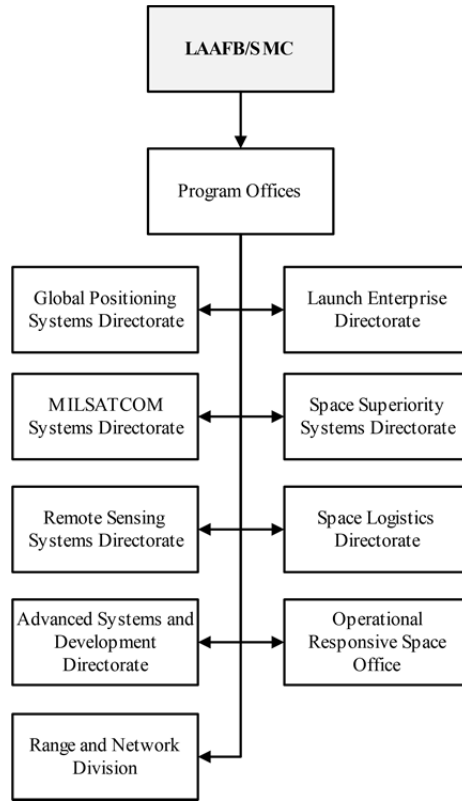 LAAFB/SMC
Program Offices
Global Positioning
Systems Directorate
Launch Enterprise
Directorate
MILSATCOM
Systems Directorate
Space Superiority
Systems Directorate
Remote Sensing
Systems Directorate
Space Logistics
Directorate
Advanced Systems and
Development
Directorate
Operational
Responsive Space
Office
Range and Network
Division